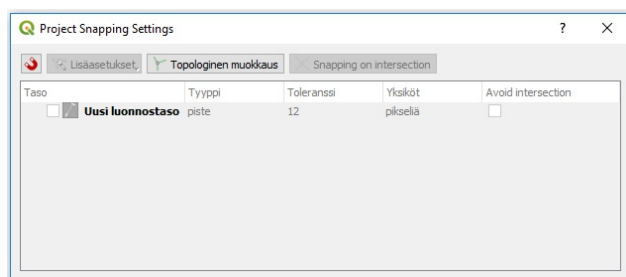 Project Snapping Settings
Lisäasetukset, Topologinen muokkaus Snapping on intersection
Taso Tyyppi Toleranssi Yksiköt Avoid intersection
Uusi luonnostaso piste 12 pikseliä